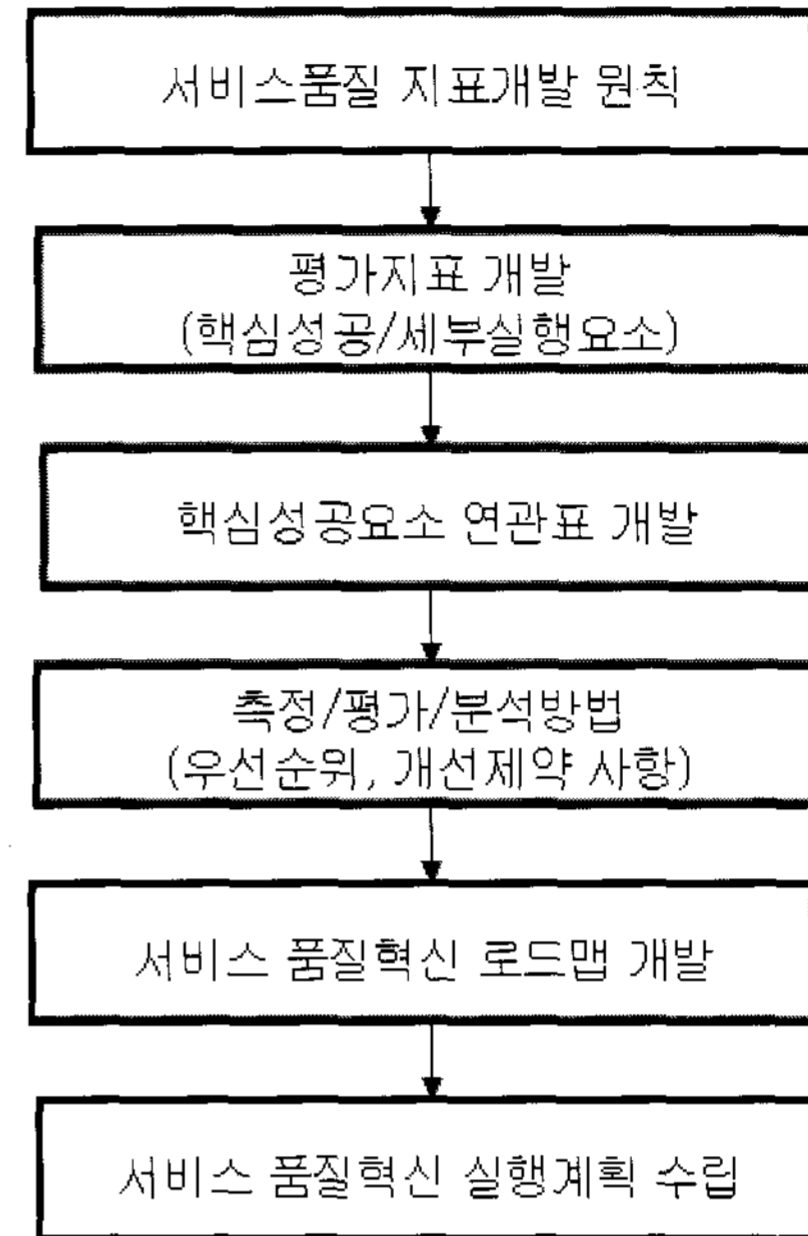 서비스품질 지표개발 원칙
평가지표 개발
(핵심성공/세부실행요소)
핵심성공요소 연관표 개발
측정/평가/분석방법
(우선순위, 개선제약 사항)
서비스 품질혁신 로드맵 개발
서비스 품질혁신 실행계획 수립